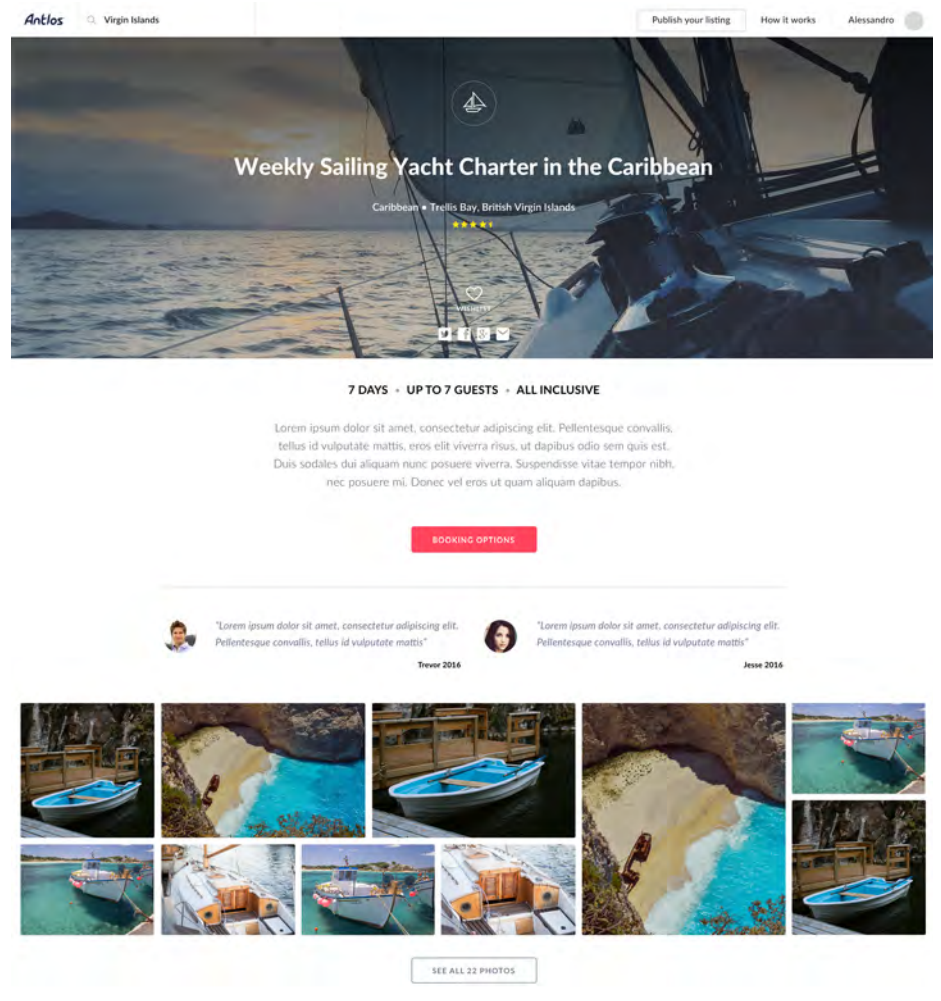 Antlos
Virgin Islands
Publish your listing
How it works
Alessandro
Weekly Sailing Yacht Charter in the Caribbean
Caribbean • Trellis Bay, British Virgin Islands
WISHLIST
7 DAYS • UP TO 7 GUESTS • ALL INCLUSIVE
Lorem ipsum dolor sit amet, consectetur adipiscing elit. Pellentesque convallis,
tellus id vulputate mattis, eros elit viverra risus, ut dapibus odio sem quis est.
Duis sodales dui aliquam nunc posuere viverra. Suspendisse vitae tempor nibh,
nec posuere mi. Donec vel eros ut quam aliquam dapibus.
BOOKING OPTIONS
"Lorem ipsum dolor sit amet, consectetur adipiscing elit.
Pellentesque convallis, tellus id vulputate mattis"
Trevor 2016
"Lorem ipsum dolor sit amet, consectetur adipiscing elit.
Pellentesque convallis, tellus id vulputate mattis"
Jesse 2016
SEE ALL 22 PHOTOS